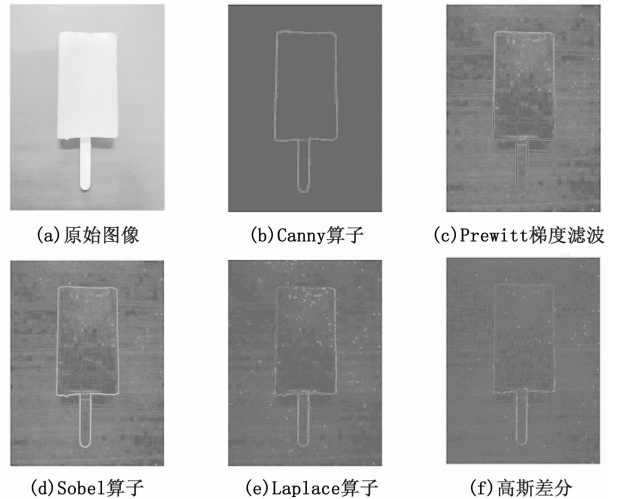 (a)原始图像
(b)Canny算子
(c)Prewitt梯度滤波
(d)Sobel算子
(e)Laplace算子
(f)高斯差分